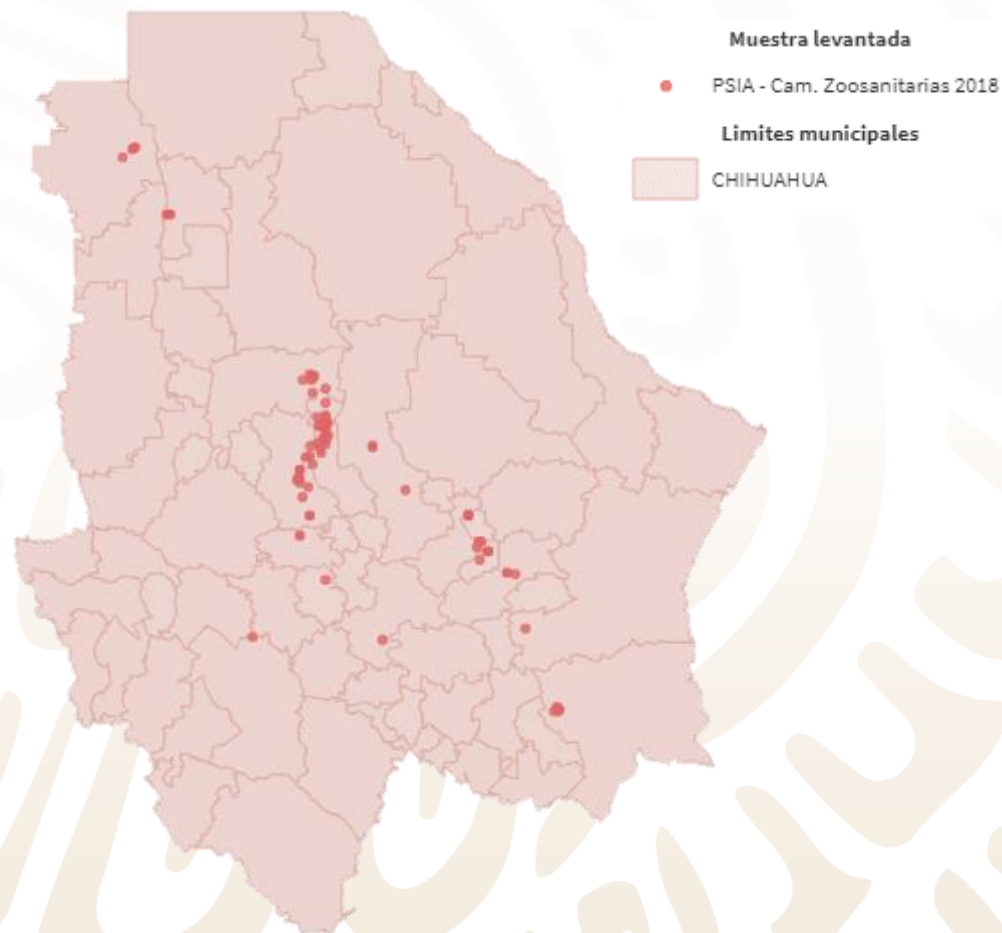 Muestra levantada
PSIA - Cam. Zoosanitarias 2018
Limites municipales
CHIHUAHUA